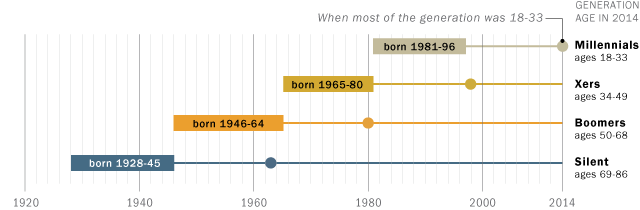 GENERATION
AGE IN 2014
When most of the generation was 18-33
born 1981-96
Millennials
ages 18-33
born 1965-80
Xers
ages 34-49
born 1946-64
Boomers
ages 50-68
born 1928-45
Silent
ages 69-86
1920 1940 1960 1980 2000 2014